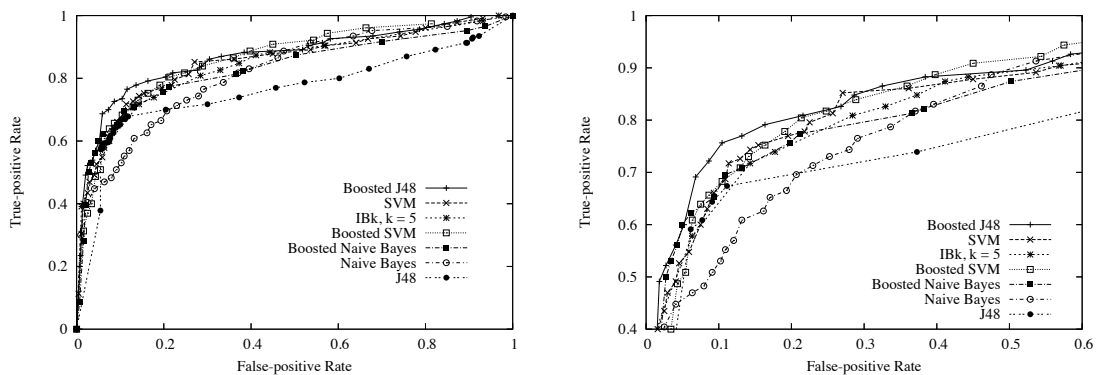 1
0.8
0.6
0.4
0.2
0
0
0.2
0.4
0.6
0.8
1
True-positive Rate
False-positive Rate
Boosted J48
SVM
IBk, k = 5
Boosted SVM
Boosted Naive Bayes
Naive Bayes
J48
1
0.9
0.8
0.7
0.6
0.5
0.4
0
0.1
0.2
0.3
0.4
0.5
0.6
True-positive Rate
False-positive Rate
Boosted J48
SVM
IBk, k = 5
Boosted SVM
Boosted Naive Bayes
Naive Bayes
J48